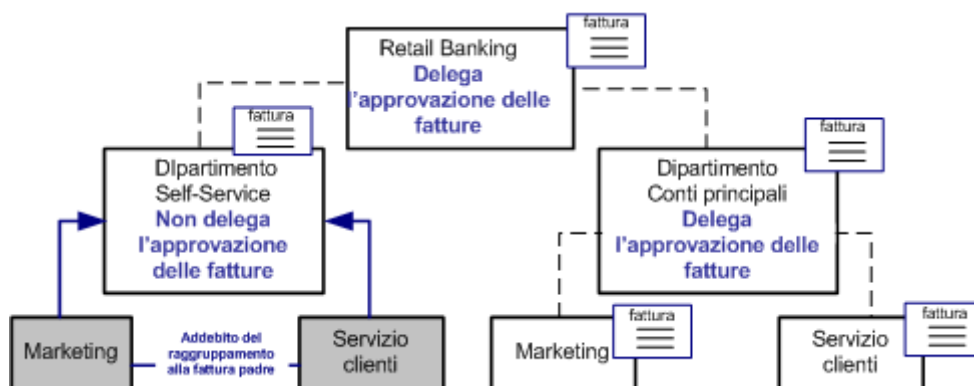 fattura
Retail Banking
Delega
l'approvazione delle
fatture
fattura
DIpartimento
Self-Service
Non delega
l'approvazione
delle fatture
fattura
Dipartimento
Conti principali
Delega
l'approvazione delle
fatture
Marketing
Addebito del
raggruppamento
alla fattura padre
Servizio
clienti
fattura
Marketing
fattura
Servizio
clienti